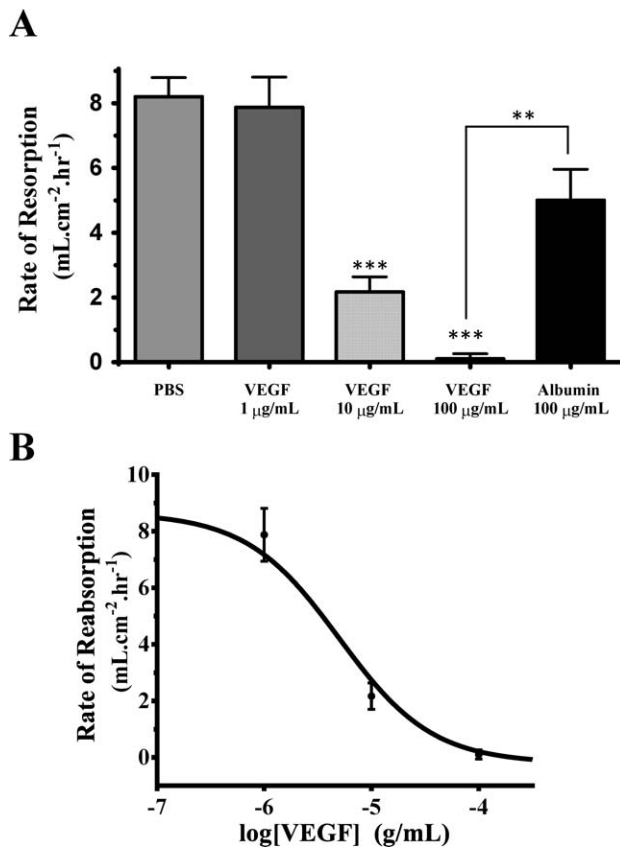 A
Rate of Resorption
(mL.cm⁻².hr⁻¹)
8
6
4
2
0
***
***
**
PBS
VEGF
1 µg/mL
VEGF
10 µg/mL
VEGF
100 µg/mL
Albumin
100 µg/mL
B
Rate of Reabsorption
(mL.cm⁻².hr⁻¹)
10
8
6
4
2
0
-7
-6
-5
-4
log[VEGF] (g/mL)